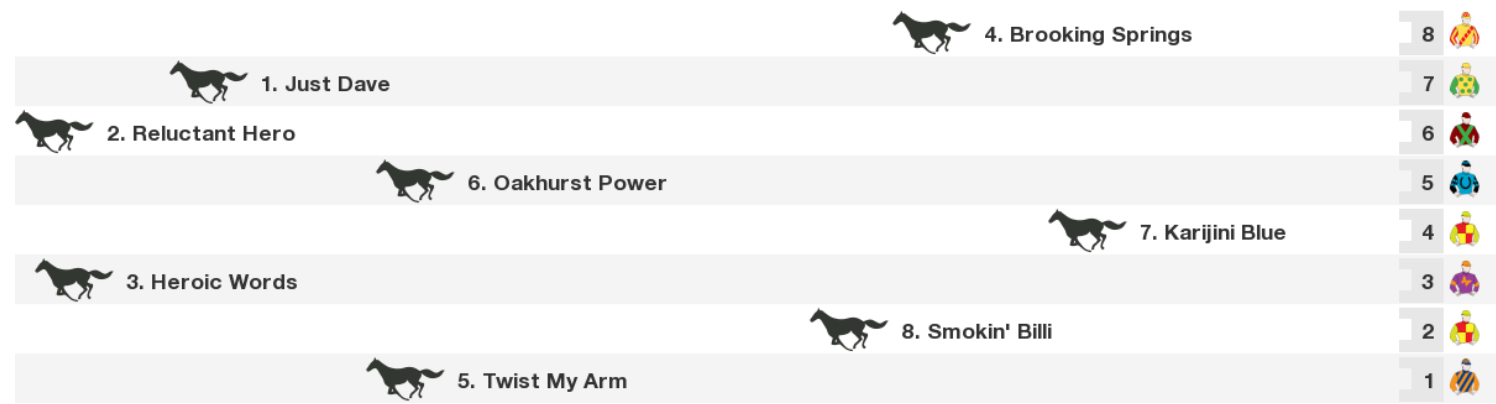 4. Brooking Springs 8
1. Just Dave 7
2. Reluctant Hero 6
6. Oakhurst Power 5
7. Karijini Blue 4
3. Heroic Words 3
8. Smokin' Billi 2
5. Twist My Arm 1